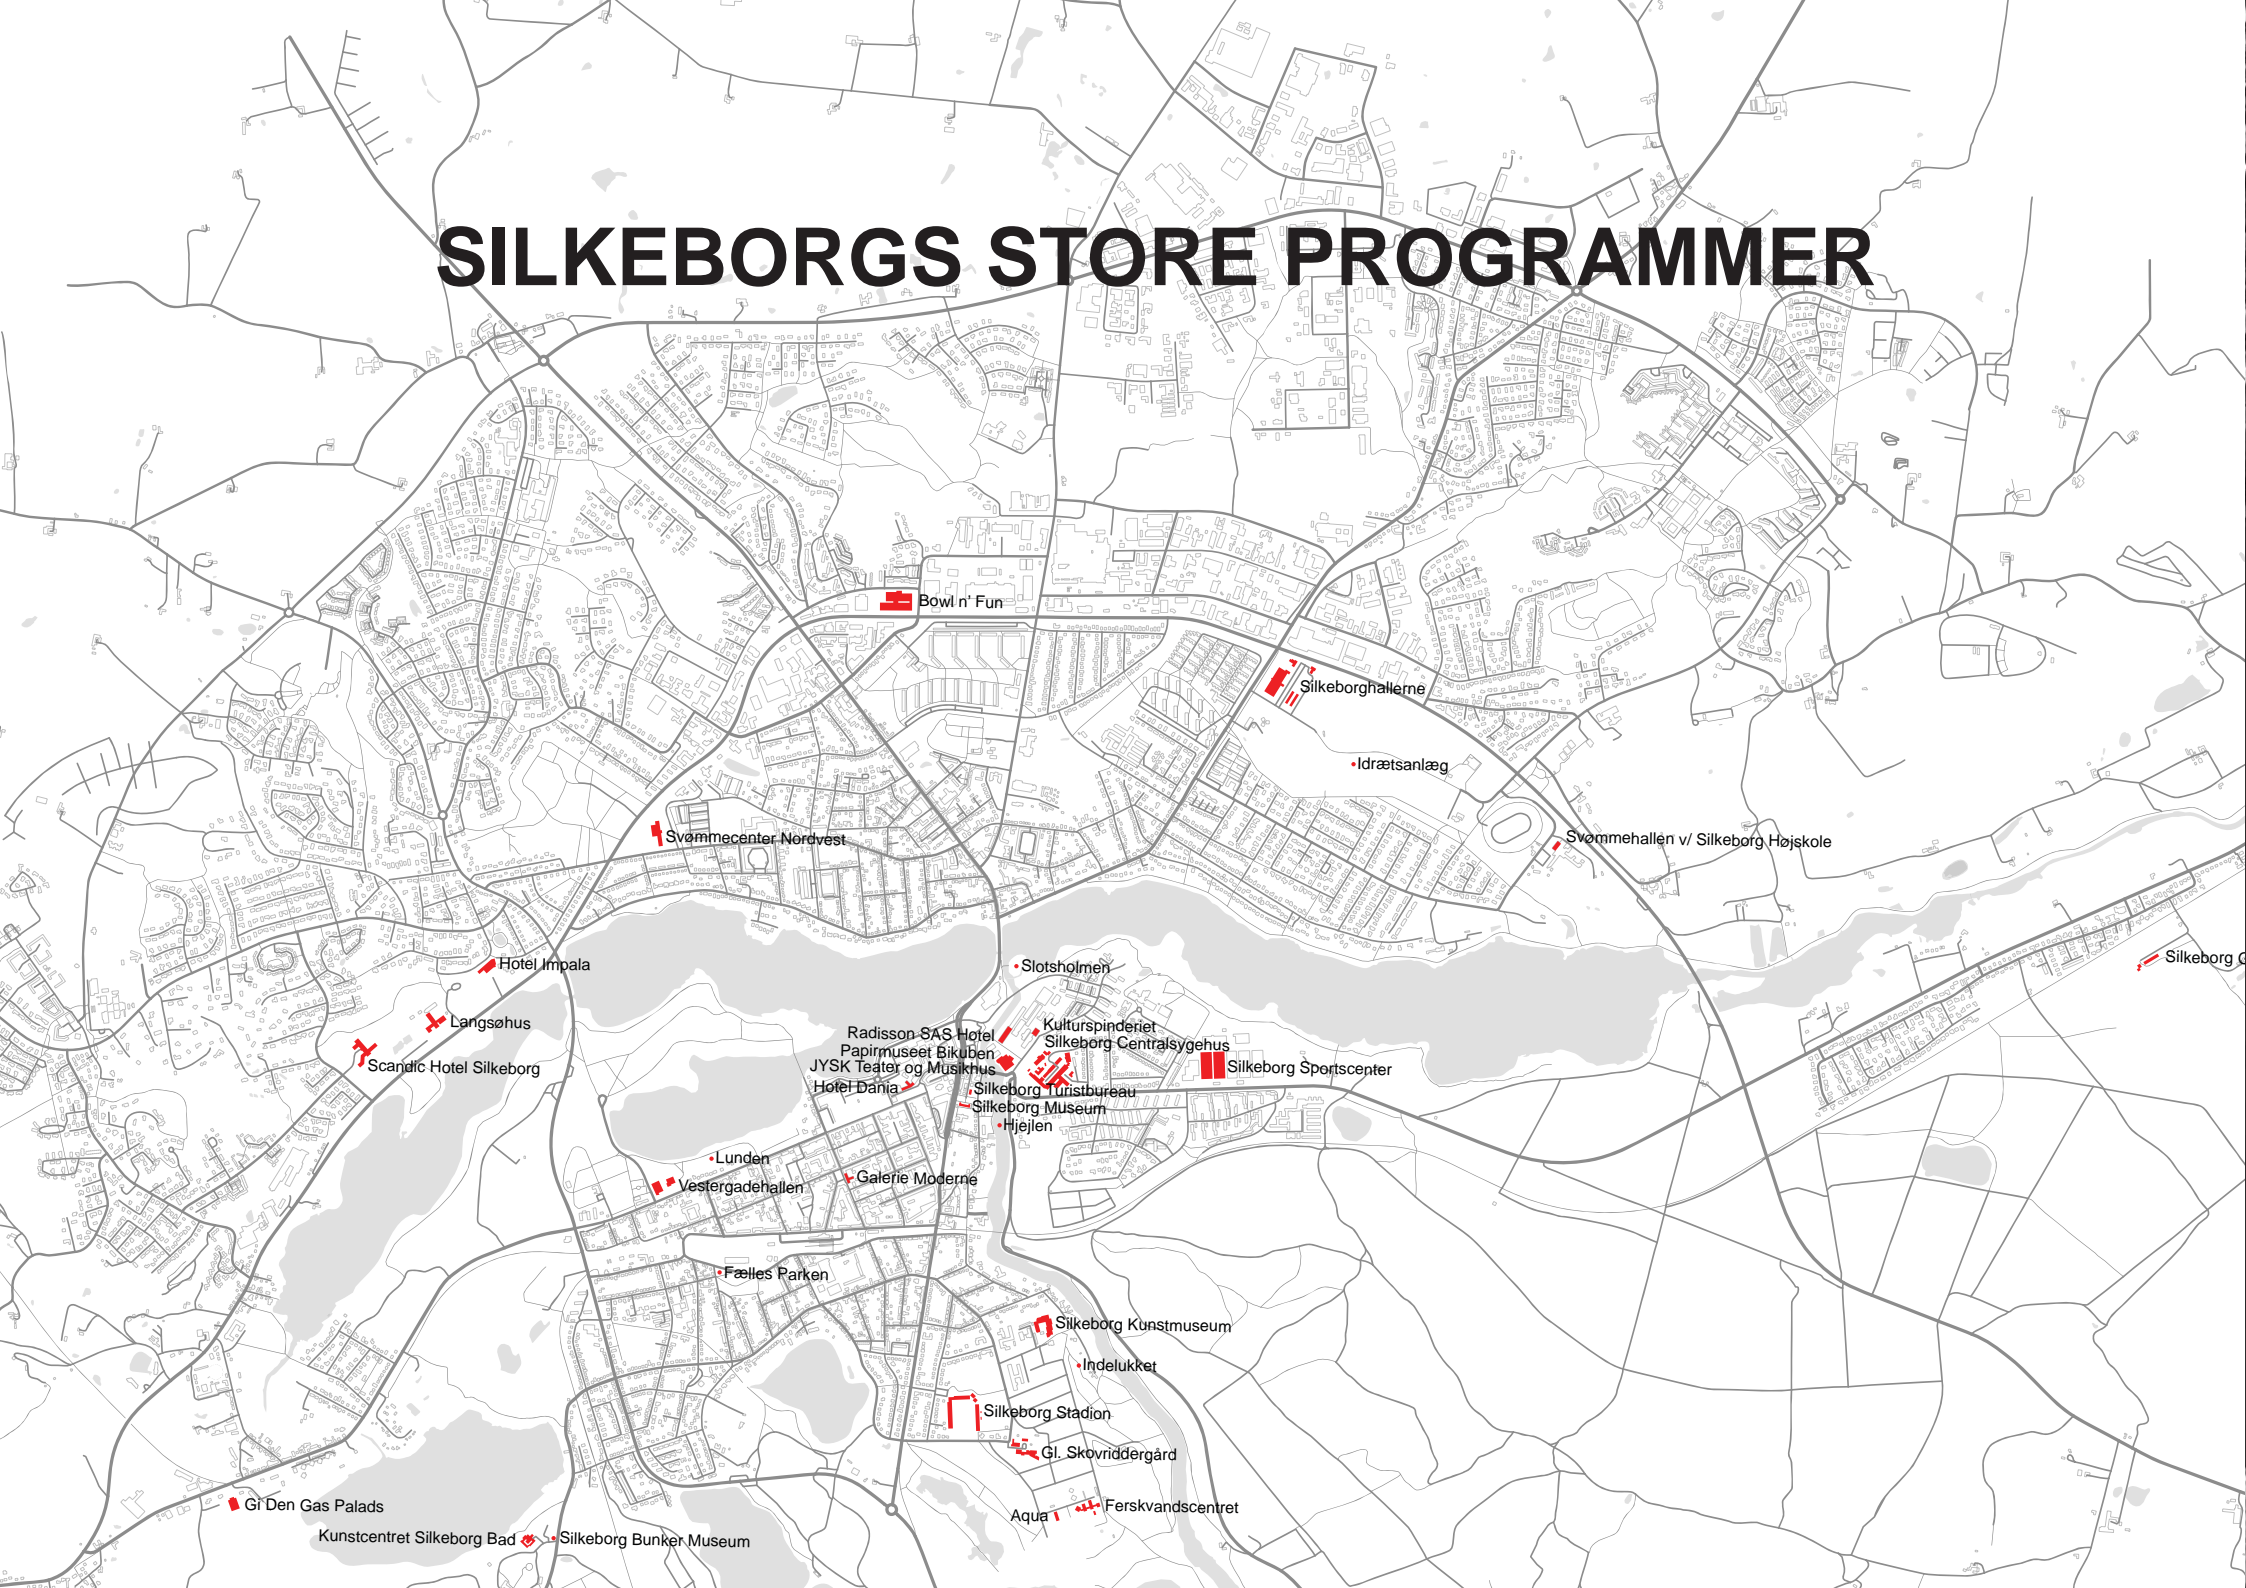 SILKEBORGS STORE PROGRAMMER
Bowl n' Fun
Silkeborghallerne
Idrætsanlæg
Svømmecenter Nordvest
Svømmehallen v/ Silkeborg Højskole
Hotel Impala
Slotsholmen
Silkeborg G
Langsøhus
Radisson SAS Hotel
Kulturspinderiet
Silkeborg Centralsygehus
Papirmuseet Bikuben
JYSK Teater og Musikhus
Scandic Hotel Silkeborg
Silkeborg Sportscenter
Hotel Dania
Silkeborg Turistbureau
Silkeborg Museum
Hjejlen
Lunden
Galerie Moderne
Vestergadehallen
Fælles Parken
Silkeborg Kunstmuseum
Indelukket
Silkeborg Stadion
Gl. Skovriddergård
Gi Den Gas Palads
Ferskvandscentret
Aqua
Kunstcentret Silkeborg Bad
Silkeborg Bunker Museum